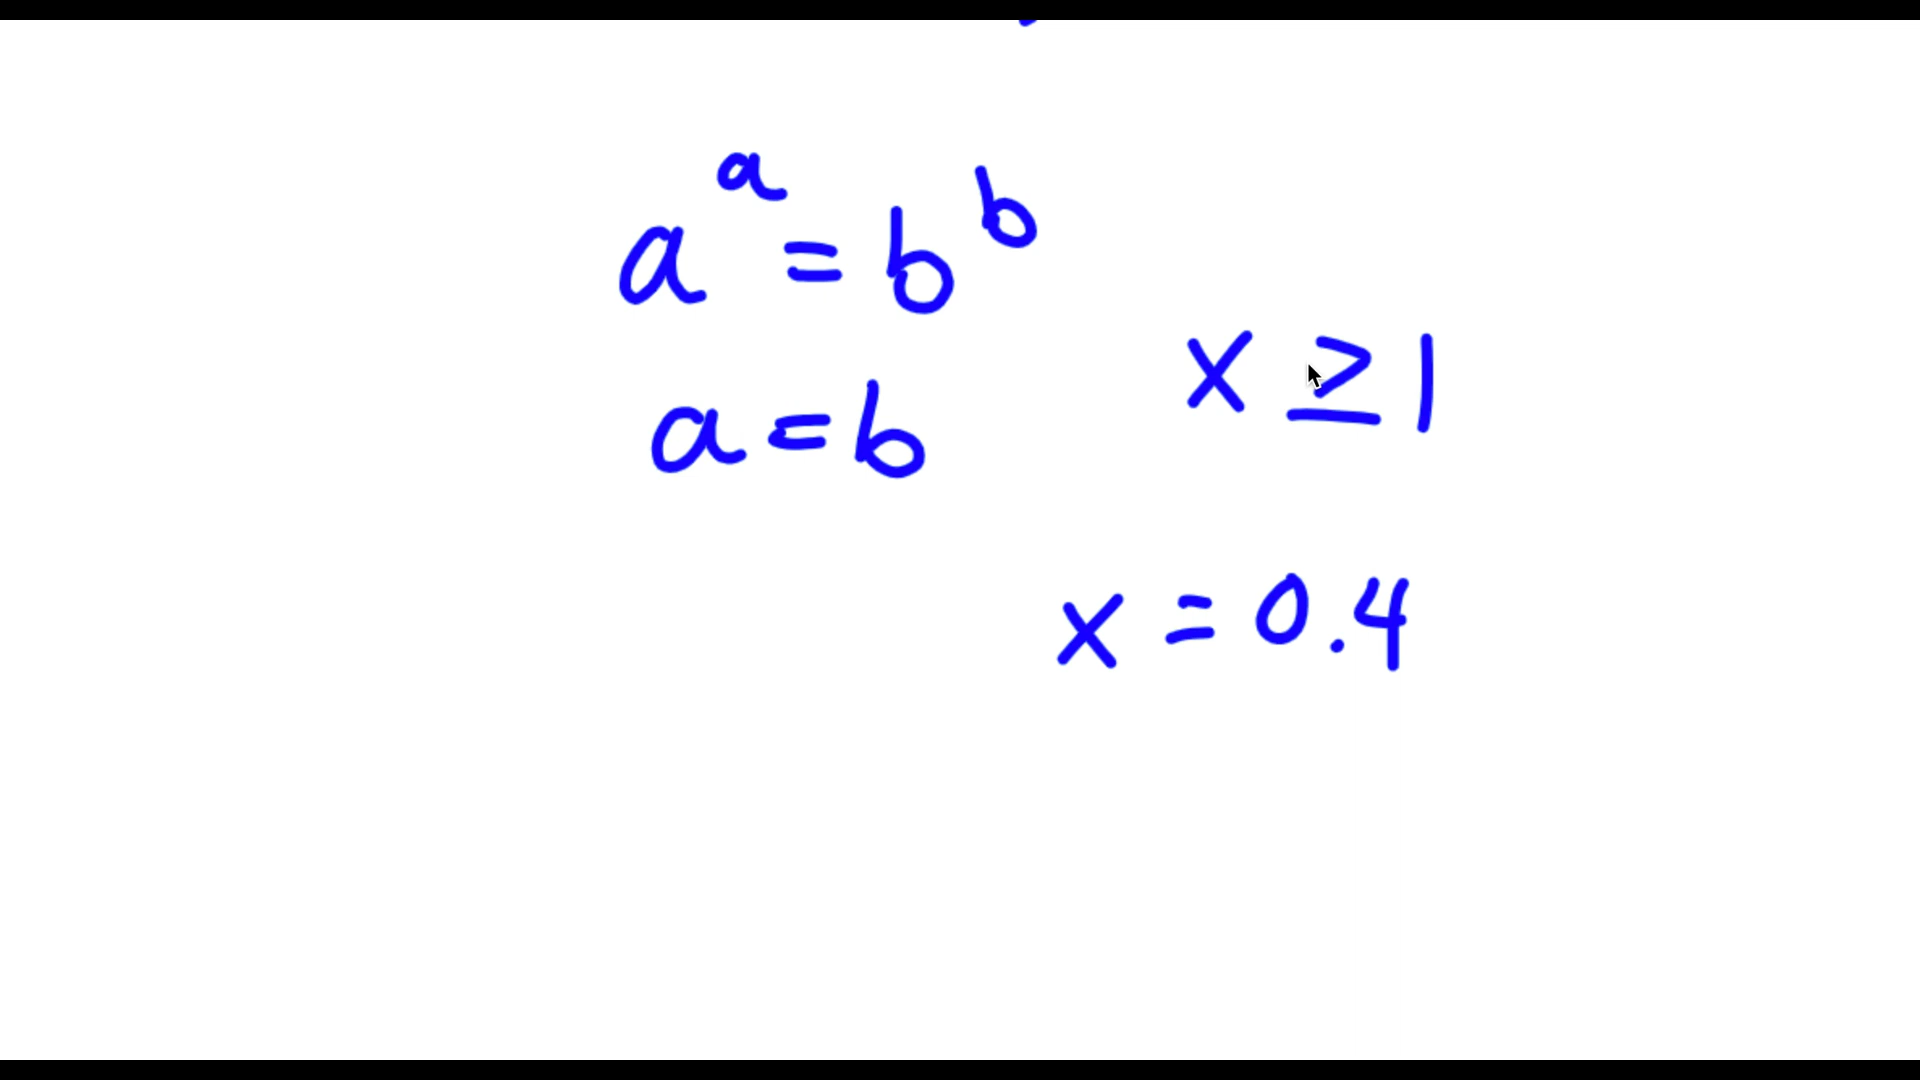 a^a = b^b
a = b
x ≥ 1
x = 0.4